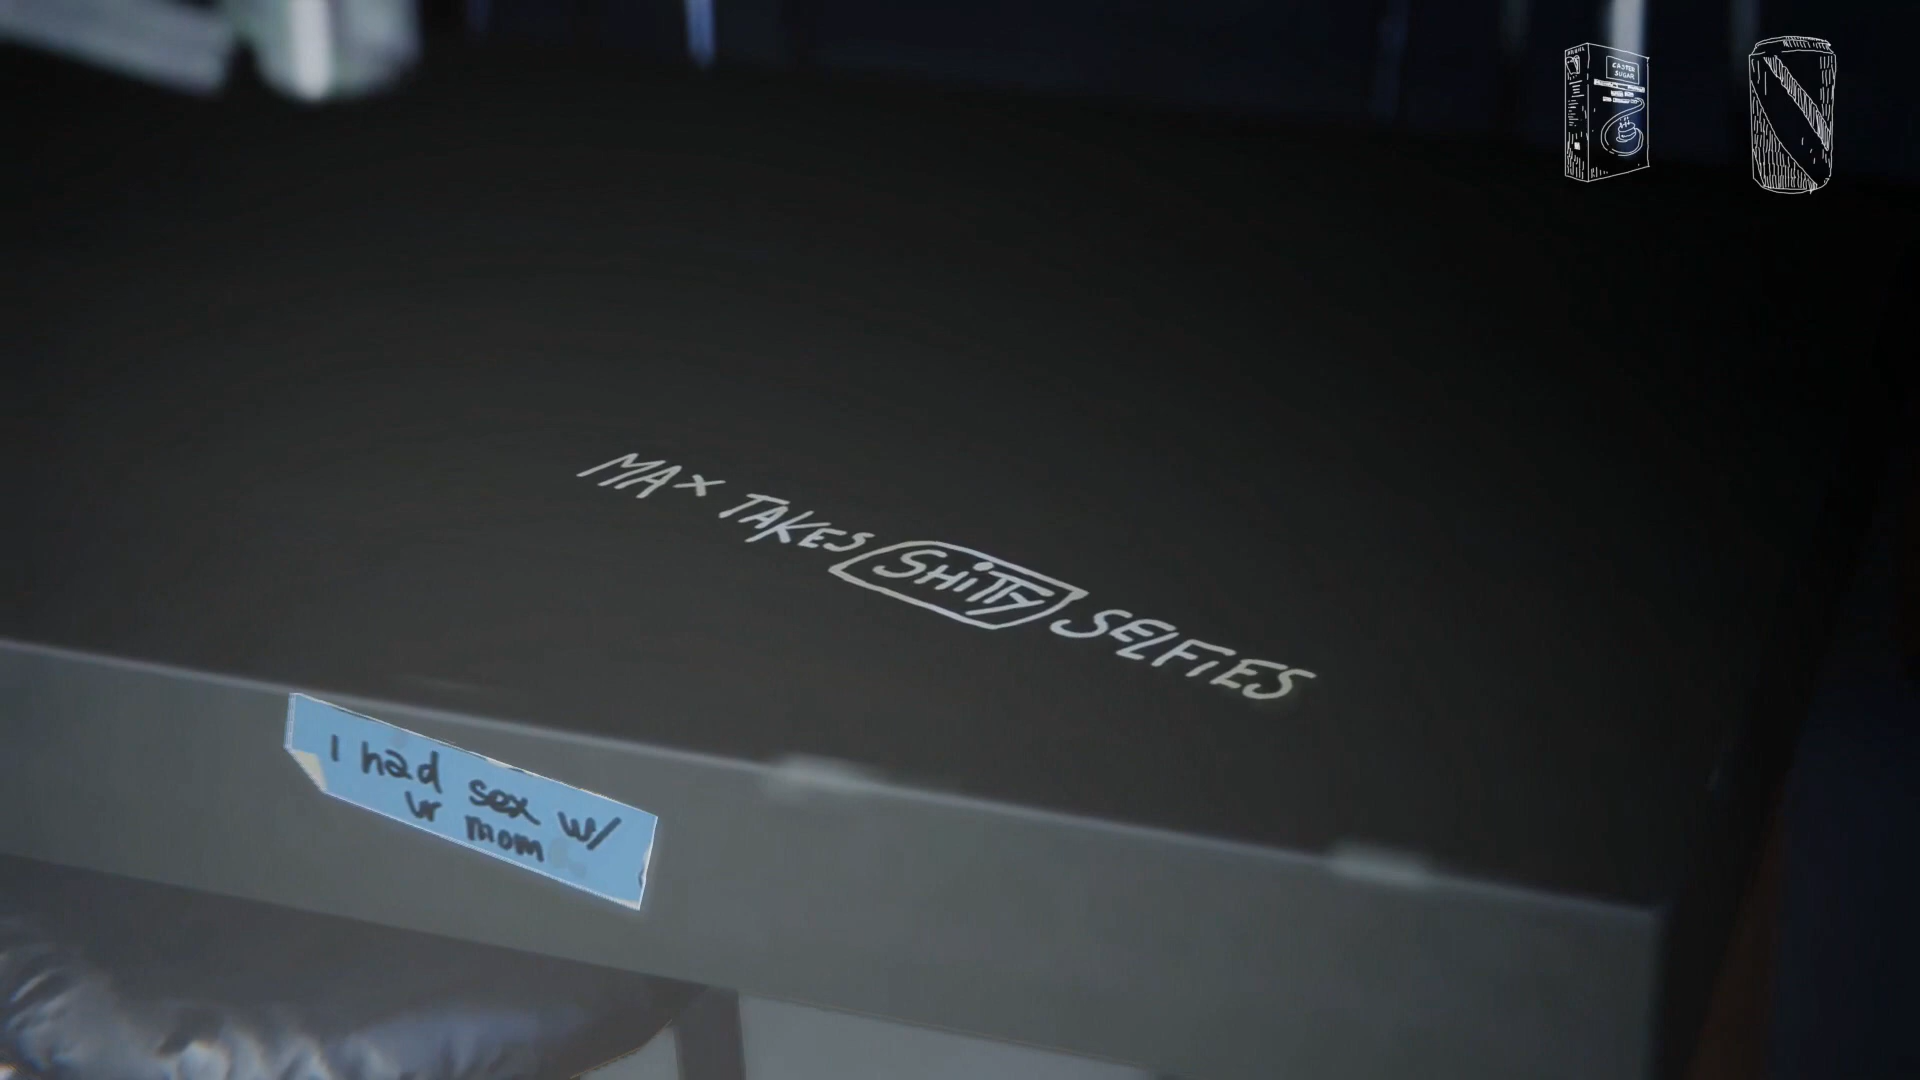 CASTER
SUGAR
MAX TAKES SHiTTY SELFiES
I had sex w/
ur mom